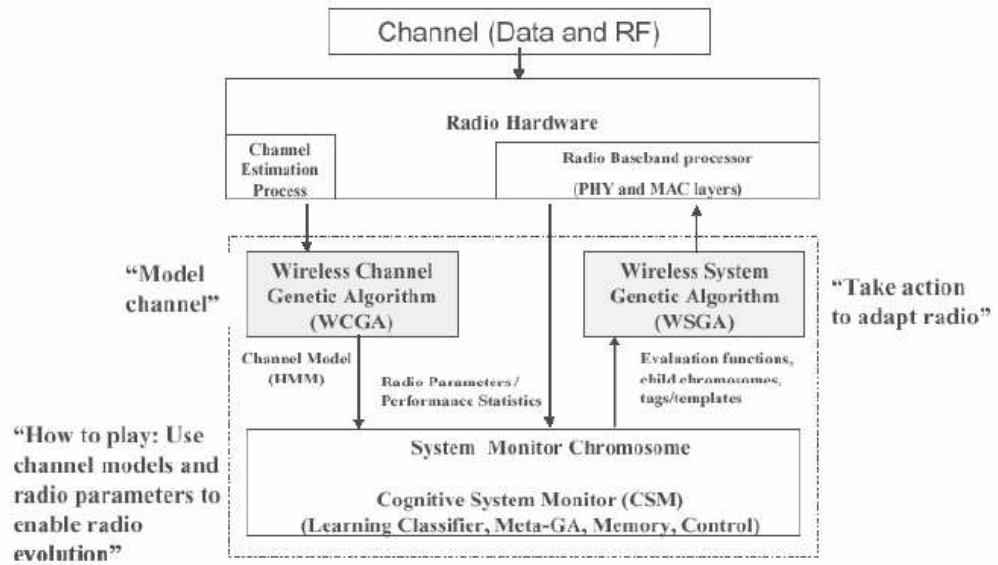 Channel (Data and RF)
Radio Hardware
Channel
Estimation
Process
Radio Baseband processor
(PHY and MAC layers)
“Model
channel”
Wireless Channel
Genetic Algorithm
(WCGA)
Wireless System
Genetic Algorithm
(WSGA)
“Take action
to adapt radio”
Channel Model
(HMM)
Radio Parameters/
Performance Statistics
Evaluation functions,
child chromosomes,
tags/templates
“How to play: Use
channel models and
radio parameters to
enable radio
evolution”
System Monitor Chromosome
Cognitive System Monitor (CSM)
(Learning Classifier, Meta-GA, Memory, Control)